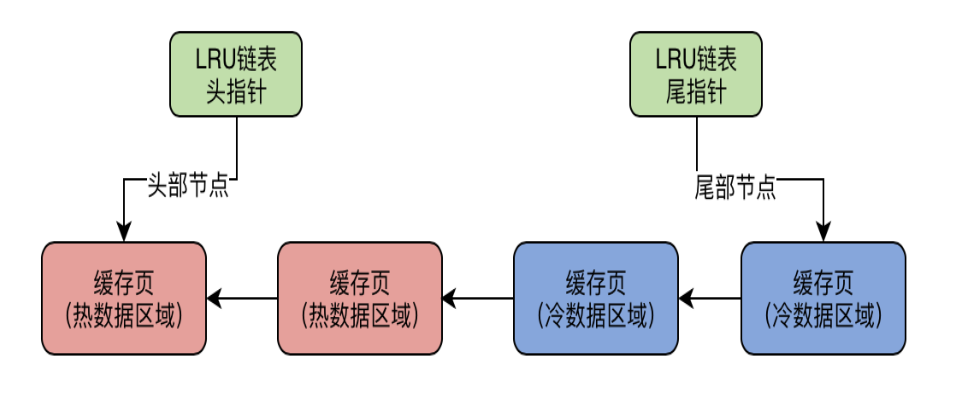 LRU链表
头指针
LRU链表
尾指针
头部节点
尾部节点
缓存页
(热数据区域)
缓存页
(热数据区域)
缓存页
(冷数据区域)
缓存页
(冷数据区域)